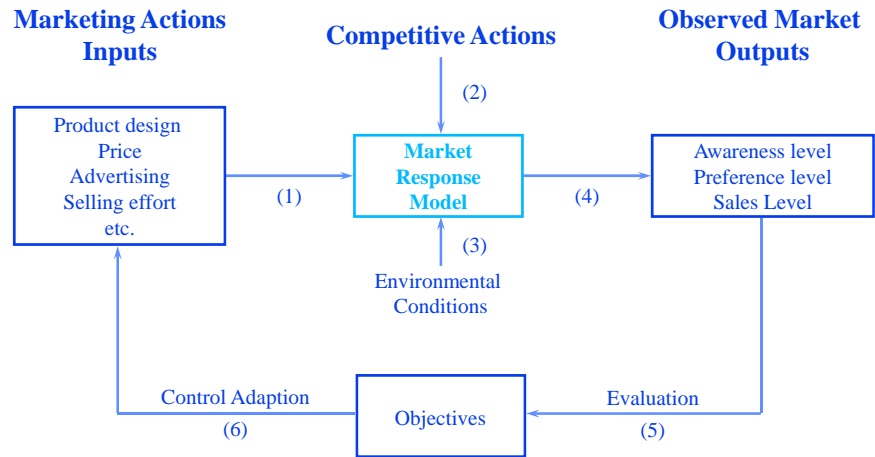 Marketing Actions
Inputs
Competitive Actions
Observed Market
Outputs
Product design
Price
Advertising
Selling effort
etc.
(1)
(2)
Market
Response
Model
(3)
Environmental
Conditions
(4)
Awareness level
Preference level
Sales Level
Control Adaption
(6)
Objectives
Evaluation
(5)